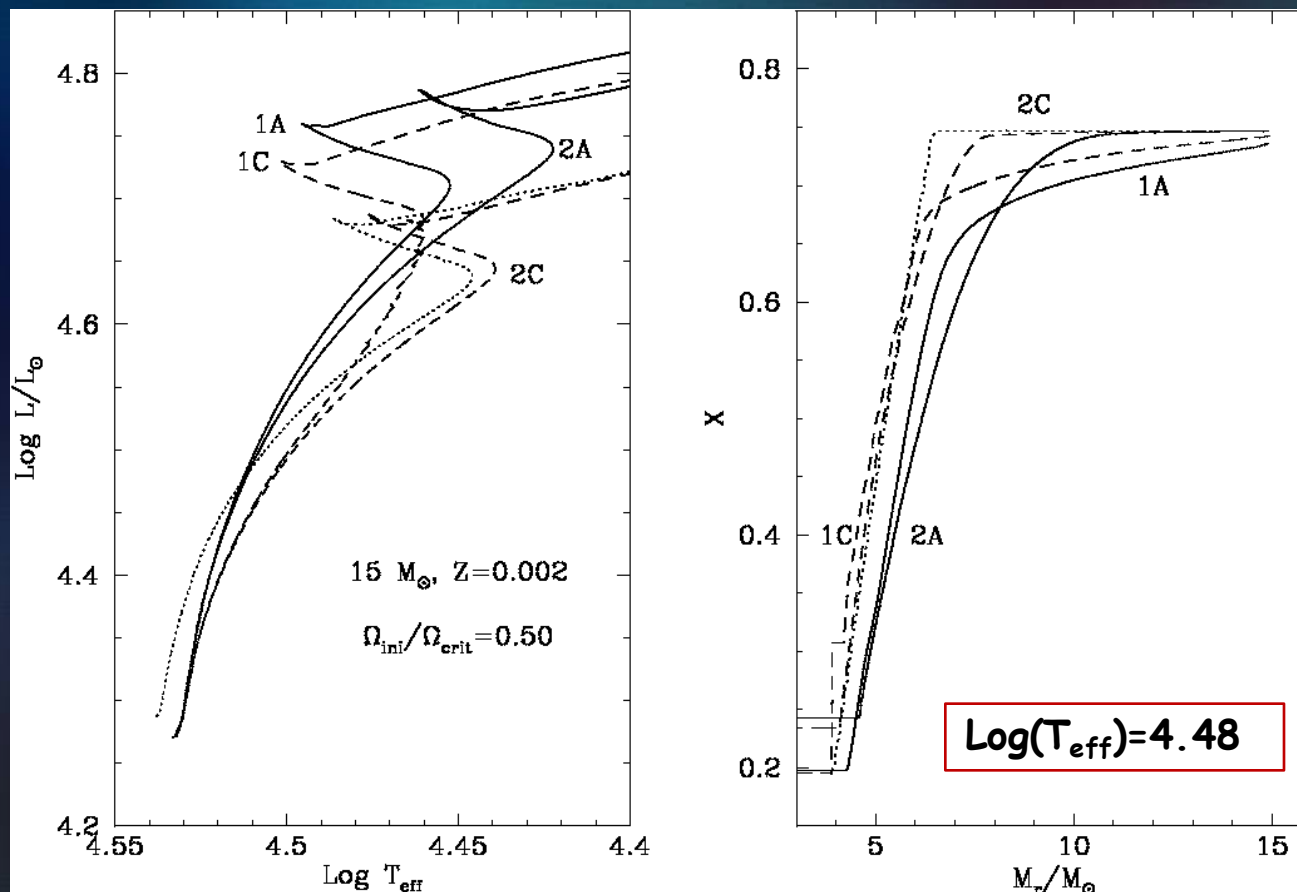 4.8
4.6
4.4
4.2
Log L/L⊙
1A
1C
2A
2C
15 M⊙, Z=0.002
Ωini/Ωcrit=0.50
4.55
4.5
4.45
4.4
Log Teff
0.8
0.6
0.4
0.2
X
2C
1A
1C
2A
Log(Teff)=4.48
5
10
15
Mr/M⊙